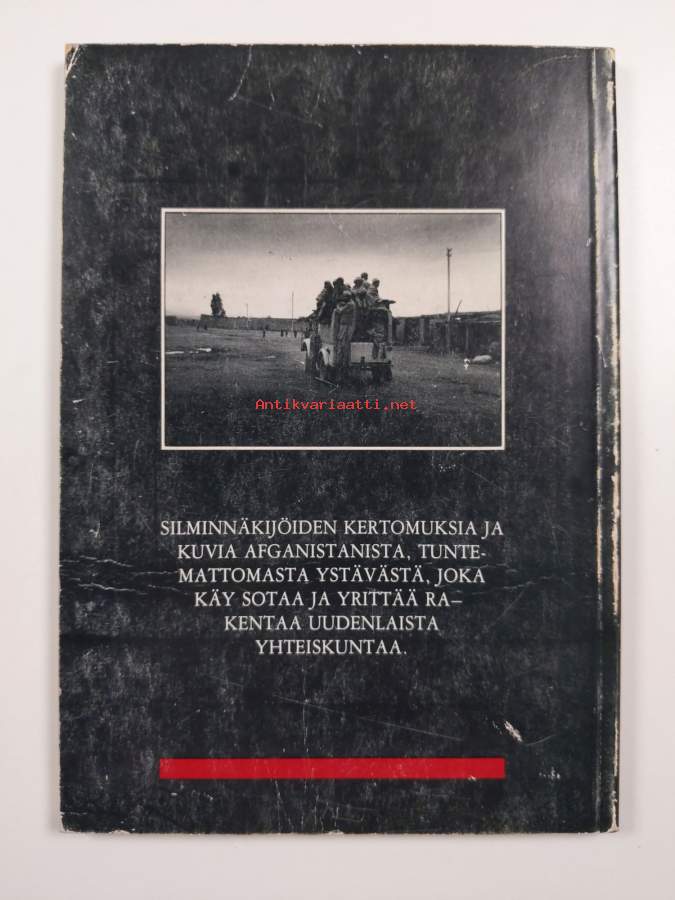 Antikvariaatti.net
SILMINNÄKIJÖIDEN KERTOMUKSIA JA
KUVIA AFGANISTANISTA, TUNTE-
MATTOMASTA YSTÄVÄSTÄ, JOKA
KÄY SOTAA JA YRITTÄÄ RA–
KENTAA UUDENLAISTA
YHTEISKUNTAA.